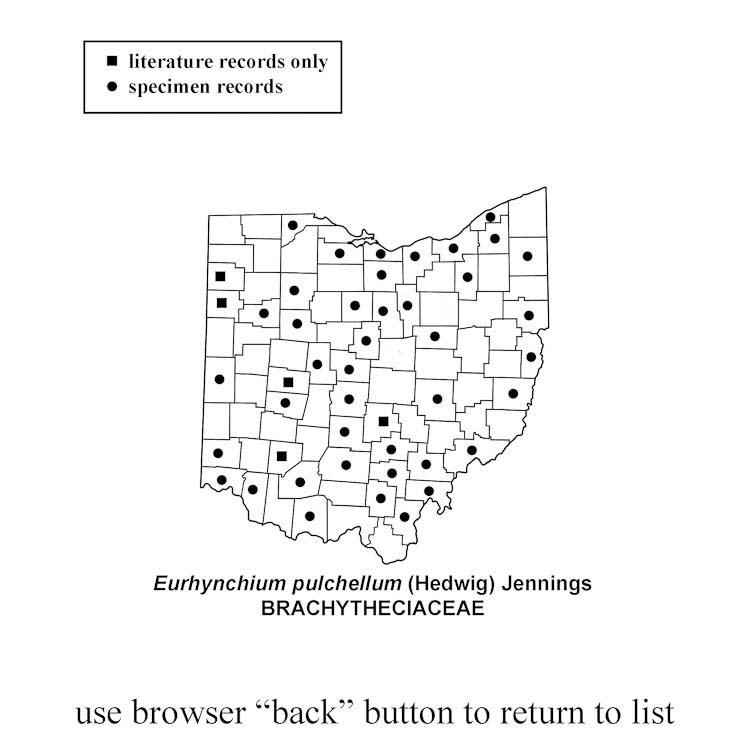 literature records only
specimen records
Eurhynchium pulchellum (Hedwig) Jennings
BRACHYTHECIACEAE
use browser “back” button to return to list